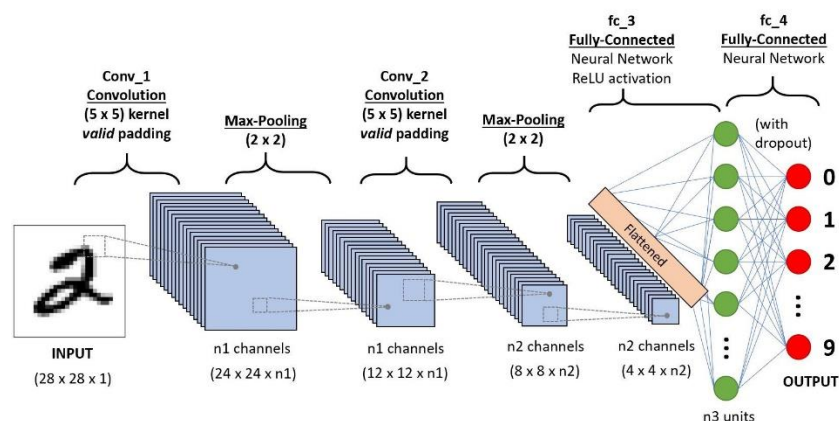 Conv_1
Convolution
(5 x 5) kernel
valid padding
Max-Pooling
(2 x 2)
Conv_2
Convolution
(5 x 5) kernel
valid padding
Max-Pooling
(2 x 2)
fc_3
Fully-Connected
Neural Network
ReLU activation
fc_4
Fully-Connected
Neural Network
(with
dropout)
Flattened
0
1
2
9
OUTPUT
2
INPUT
(28 x 28 x 1)
n1 channels
(24 x 24 x n1)
n1 channels
(12 x 12 x n1)
n2 channels
(8 x 8 x n2)
n2 channels
(4 x 4 x n2)
n3 units